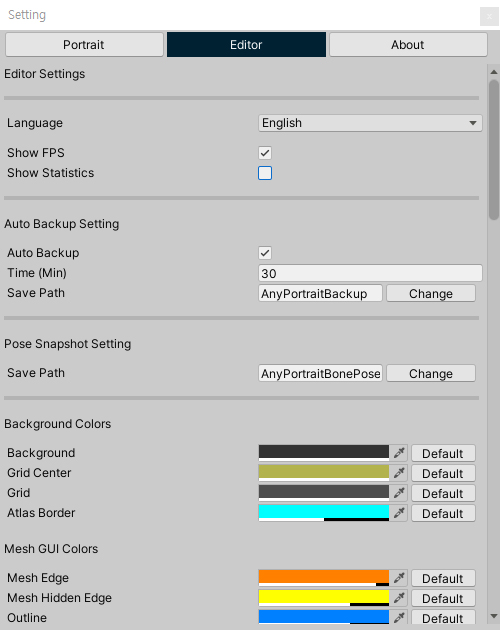 Setting
Portrait Editor About
Editor Settings
Language English
Show FPS
Show Statistics
Auto Backup Setting
Auto Backup
Time (Min) 30
Save Path AnyPortraitBackup Change
Pose Snapshot Setting
Save Path AnyPortraitBonePose Change
Background Colors
Background Default
Grid Center Default
Grid Default
Atlas Border Default
Mesh GUI Colors
Mesh Edge Default
Mesh Hidden Edge Default
Outline Default